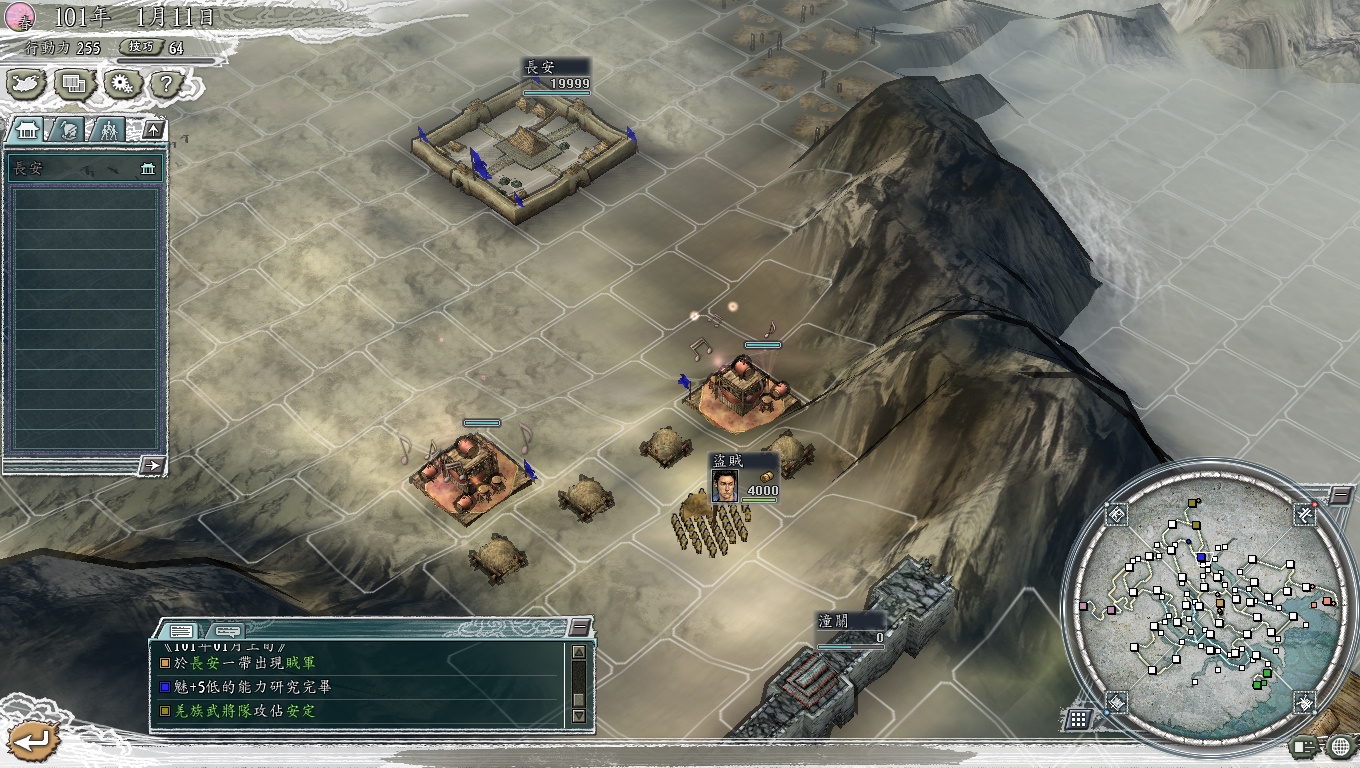 春 101年 1月11日
行動力 255 技巧 64
?
長安
長安
19999
盜賊
4000
潼關
0
《101年01月上旬》
於長安一帶出現賊軍
魅+5低的能力研究完畢
羌族武將隊攻佔安定